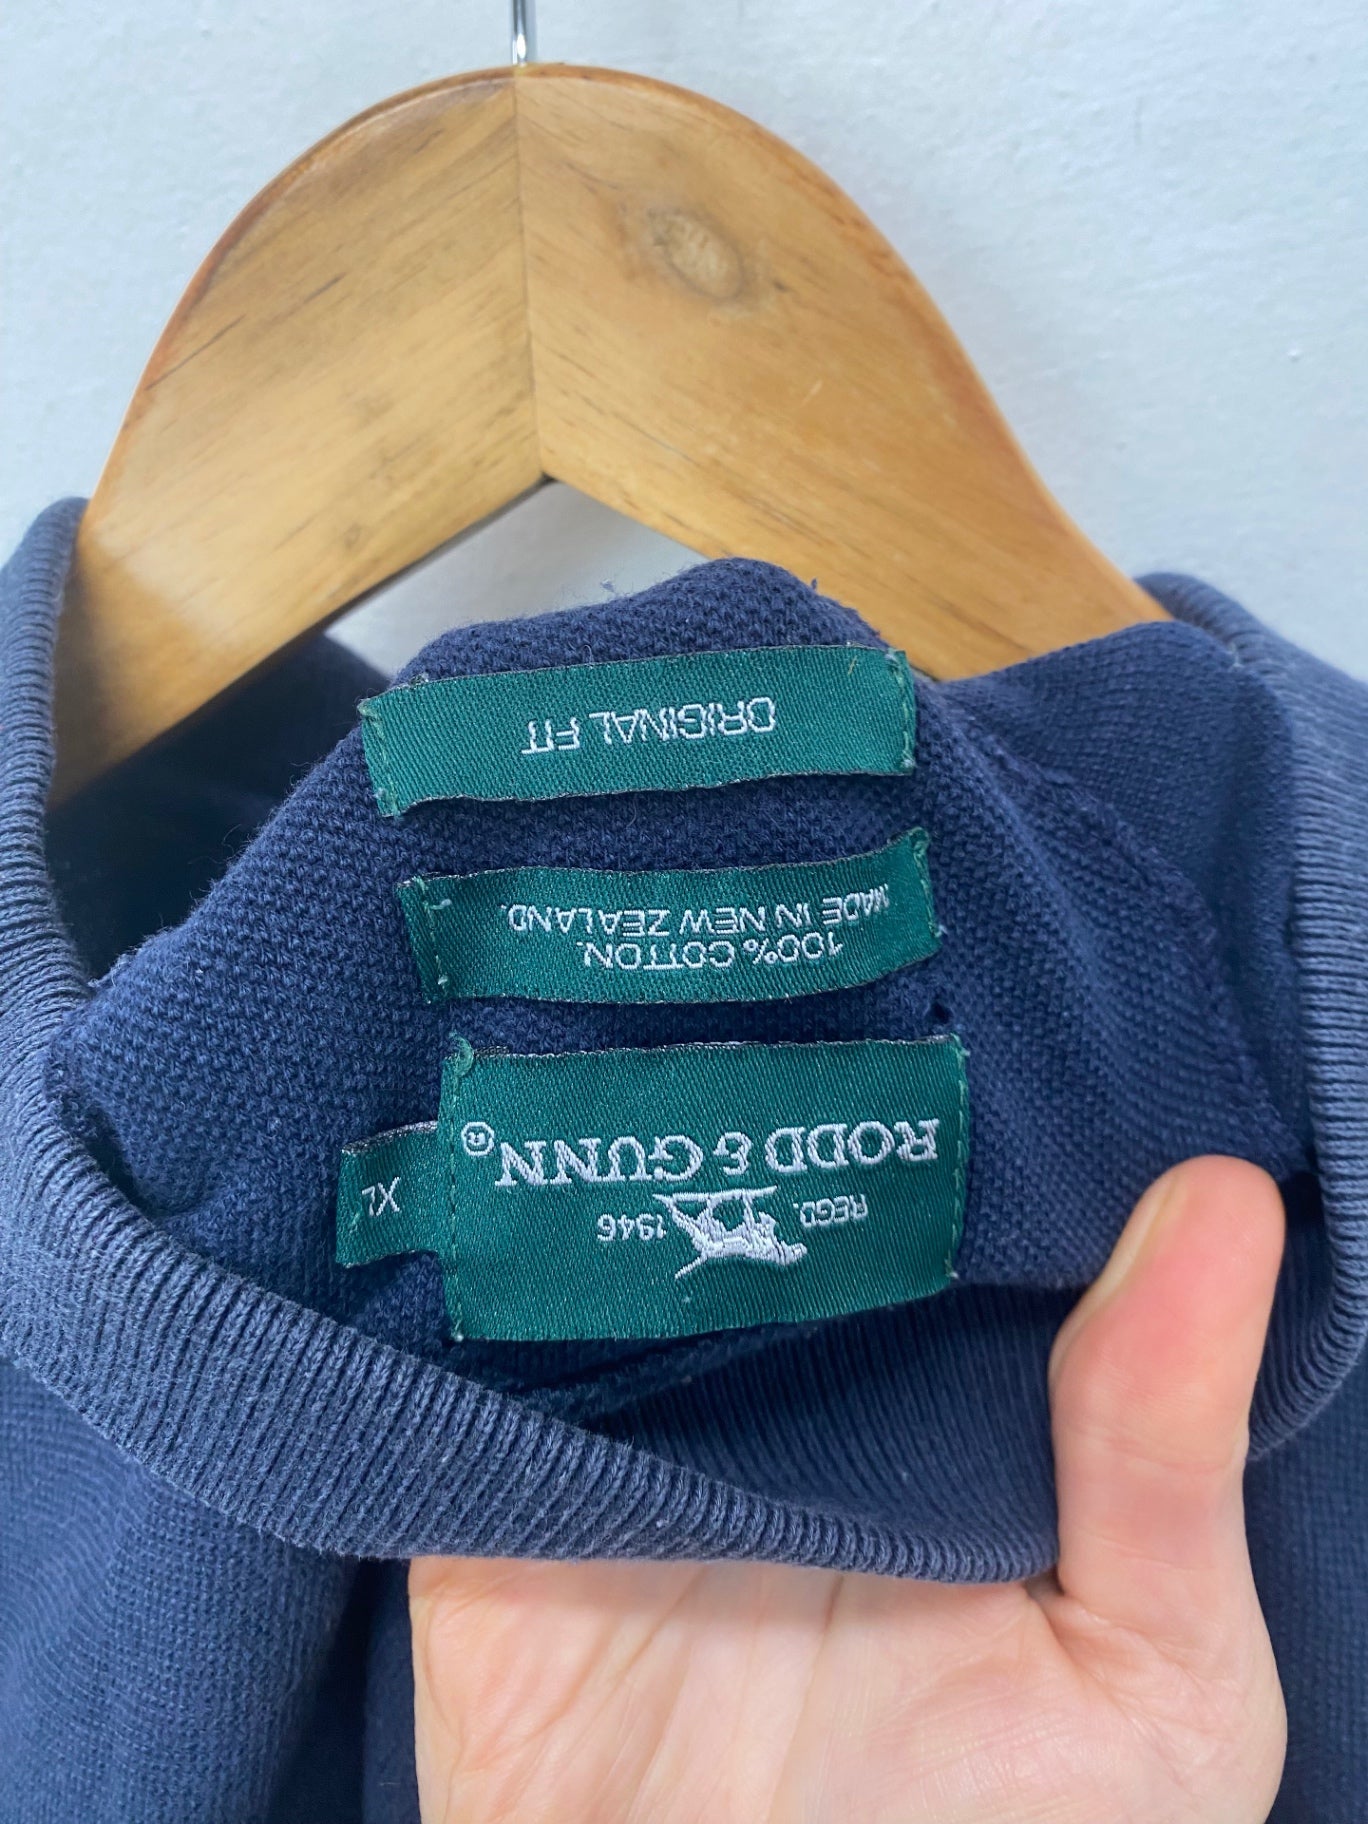 RODD & GUNN®
REGD. 1946
XL
100% COTTON.
MADE IN NEW ZEALAND.
ORIGINAL FIT